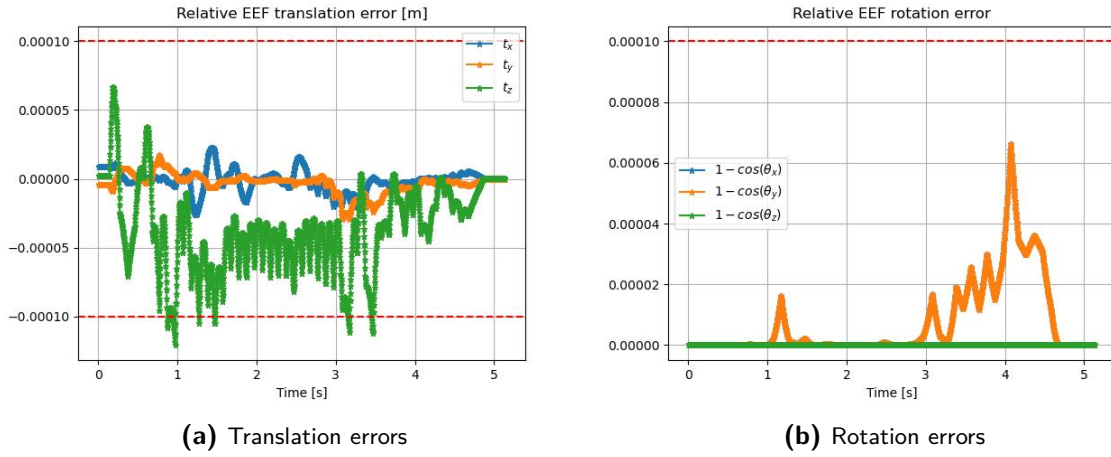 Relative EEF translation error [m]
0.00010
0.00005
0.00000
−0.00005
−0.00010
t_x
t_y
t_z
0 1 2 3 4 5
Time [s]
(a) Translation errors
Relative EEF rotation error
0.00010
0.00008
0.00006
0.00004
0.00002
0.00000
1 − cos(θ_x)
1 − cos(θ_y)
1 − cos(θ_z)
0 1 2 3 4 5
Time [s]
(b) Rotation errors